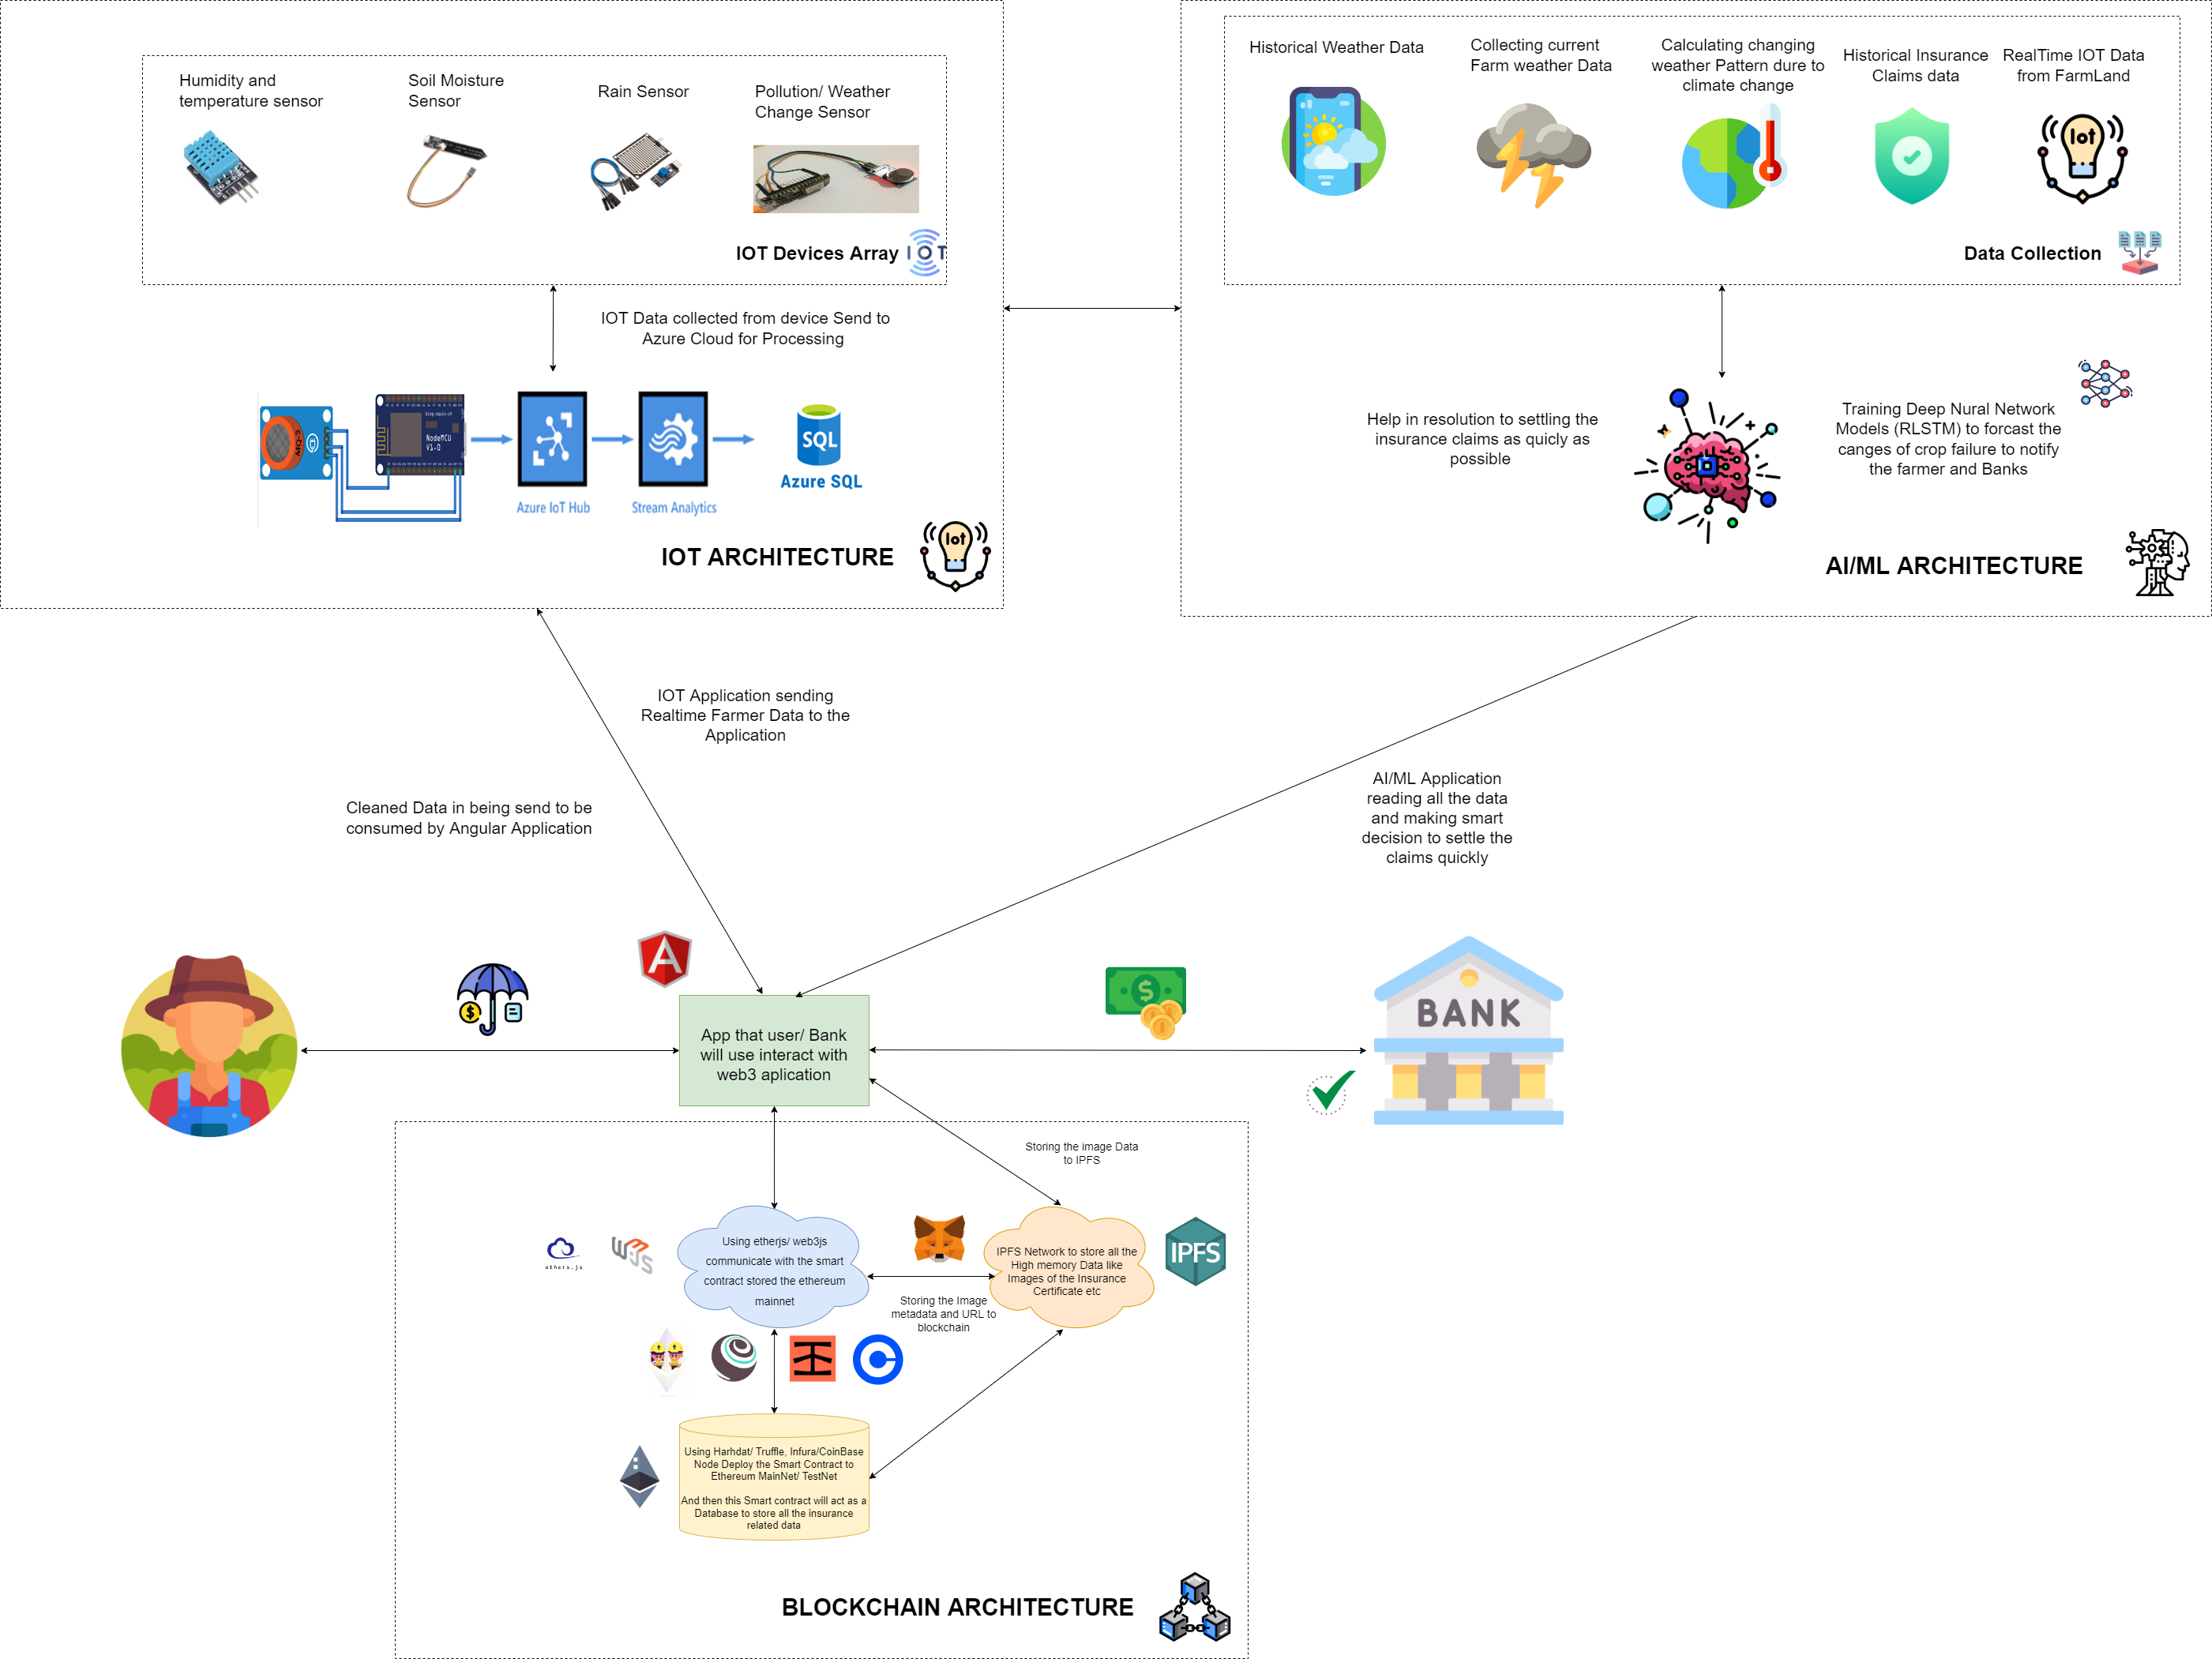 Humidity and
temperature sensor
Soil Moisture
Sensor
Rain Sensor
Pollution/ Weather
Change Sensor
IOT Devices Array
IOT
IOT Data collected from device Send to
Azure Cloud for Processing
MQ-3
NodeMCU
V1.0
Azure IoT Hub
Stream Analytics
SQL
Azure SQL
IOT ARCHITECTURE
Iot
Historical Weather Data
Collecting current
Farm weather Data
Calculating changing
weather Pattern dure to
climate change
Historical Insurance
Claims data
RealTime IOT Data
from FarmLand
Iot
Data Collection
Help in resolution to settling the
insurance claims as quicly as
possible
Training Deep Nural Network
Models (RLSTM) to forcast the
canges of crop failure to notify
the farmer and Banks
AI/ML ARCHITECTURE
IOT Application sending
Realtime Farmer Data to the
Application
Cleaned Data in being send to be
consumed by Angular Application
AI/ML Application
reading all the data
and making smart
decision to settle the
claims quickly
A
$
$
BANK
App that user/ Bank
will use interact with
web3 aplication
Storing the image Data
to IPFS
ethers.js
W3JS
Using etherjs/ web3js
communicate with the smart
contract stored the ethereum
mainnet
IPFS Network to store all the
High memory Data like
Images of the Insurance
Certificate etc
IPFS
Storing the Image
metadata and URL to
blockchain
Using Harhdat/ Truffle, Infura/CoinBase
Node Deploy the Smart Contract to
Ethereum MainNet/ TestNet
And then this Smart contract will act as a
Database to store all the insurance
related data
BLOCKCHAIN ARCHITECTURE